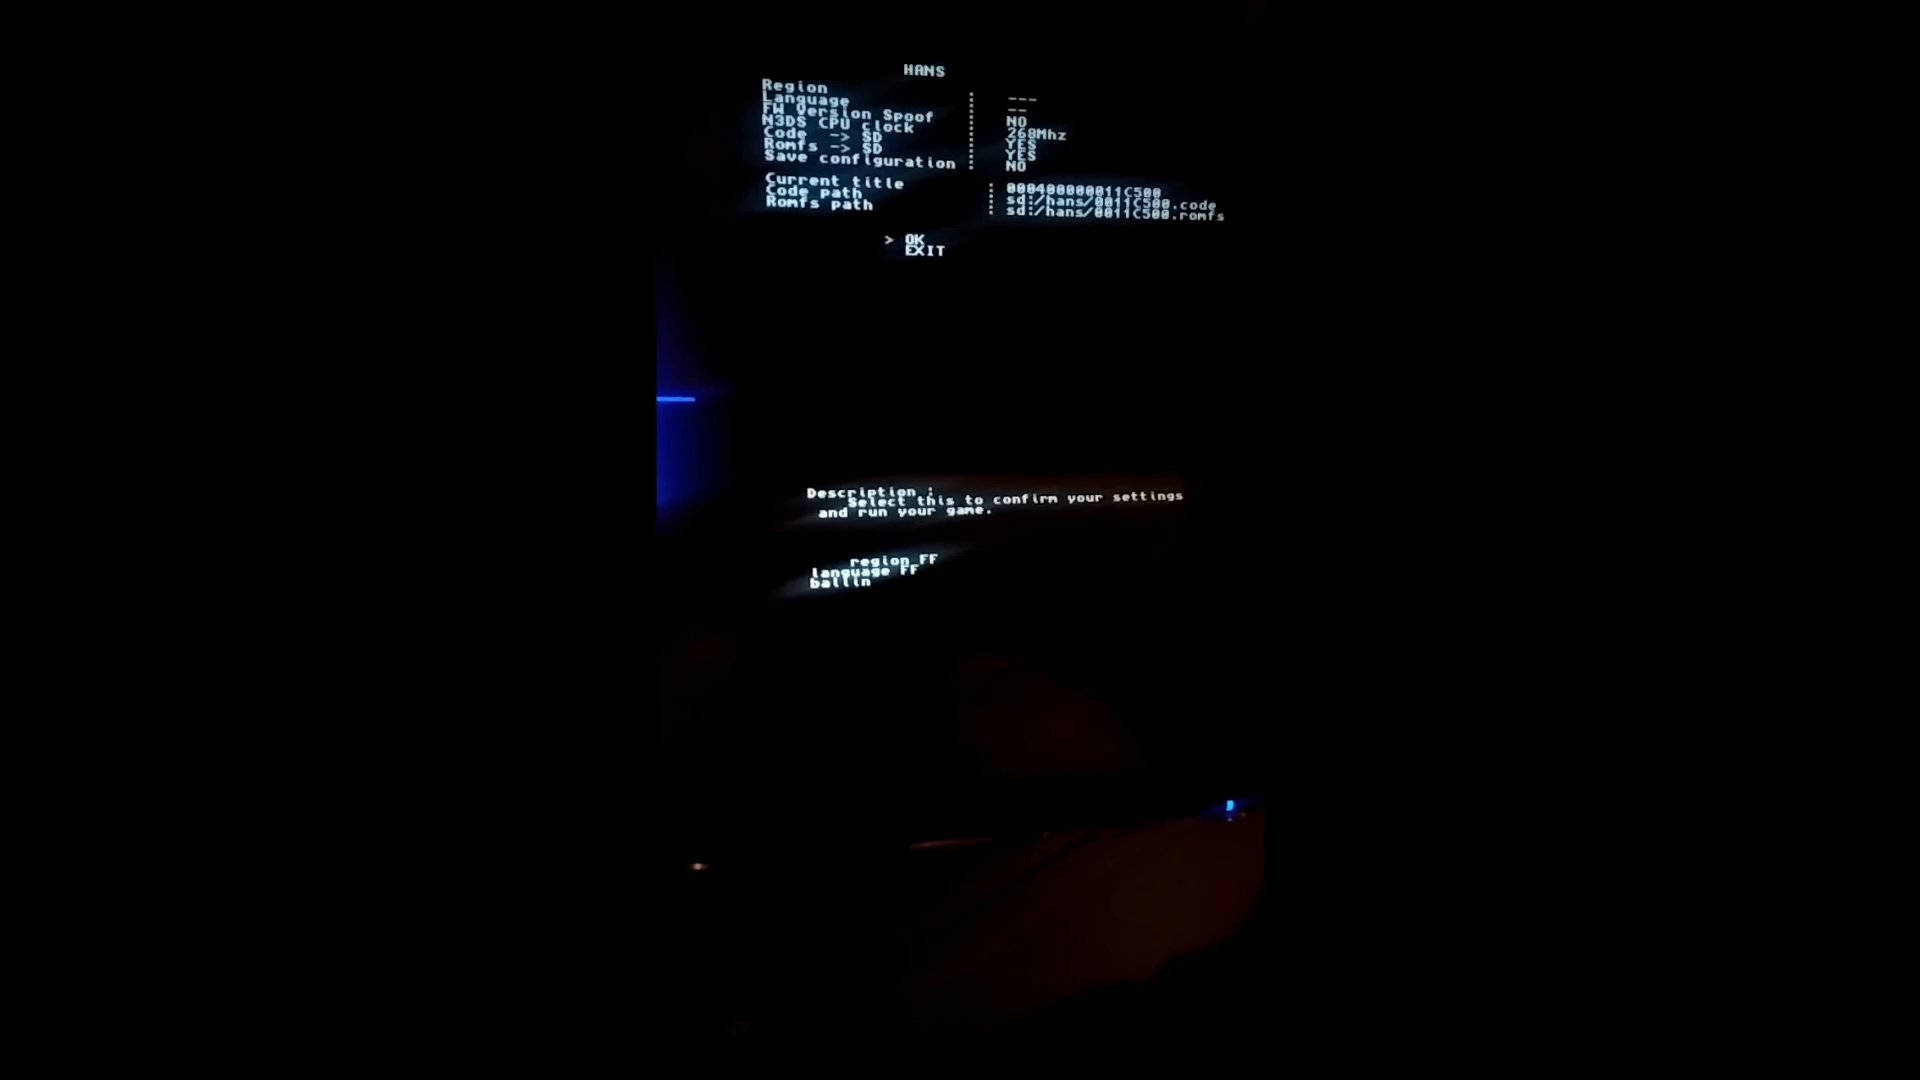 HANS
Region : ---
Language : --
FW Version Spoof : NO
N3DS CPU clock : 268Mhz
Code -> SD : YES
Romfs -> SD : YES
Save configuration : NO
Current title : 000400000011C500
Code path : sd:/hans/0011C500.code
Romfs path : sd:/hans/0011C500.romfs
> OK
EXIT
Description :
Select this to confirm your settings
and run your game.
region FF
language FF
ballin